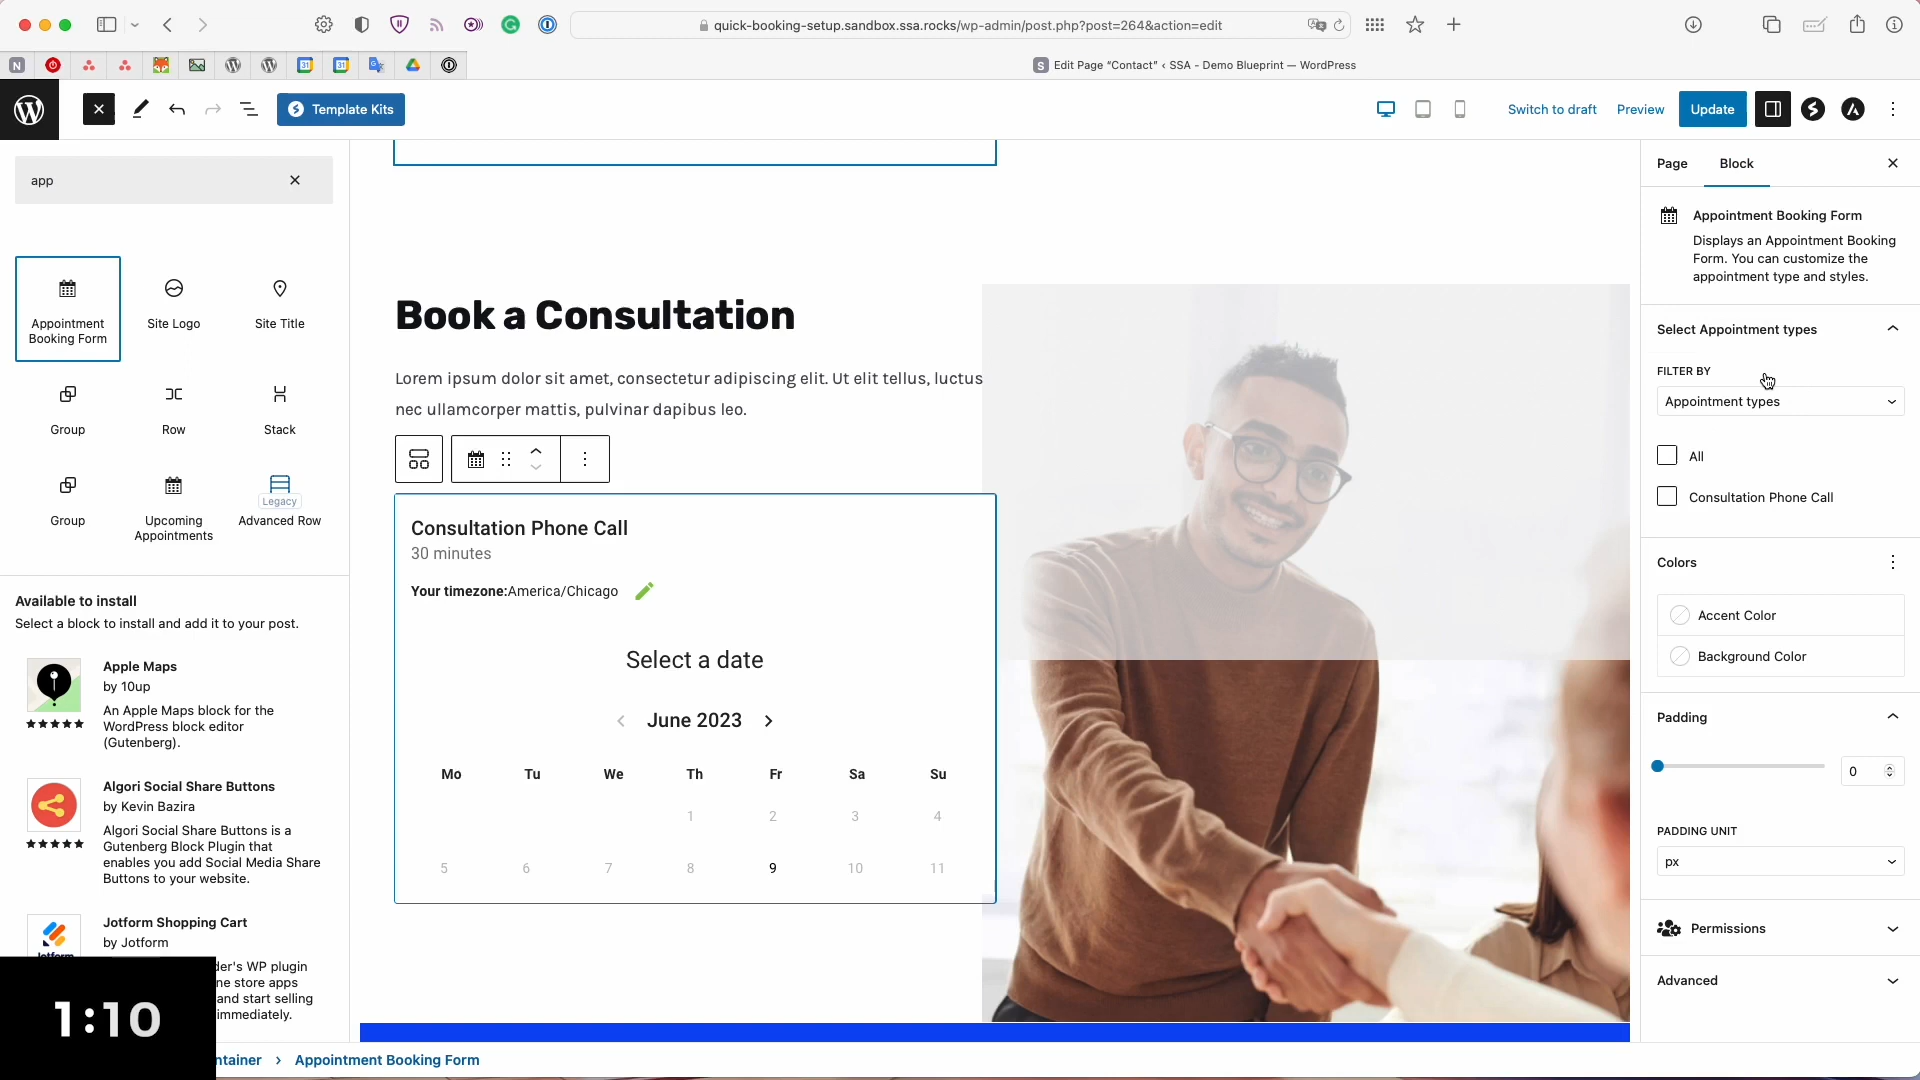 quick-booking-setup.sandbox.ssa.rocks/wp-admin/post.php?post=264&action=edit
Edit Page “Contact” ‹ SSA - Demo Blueprint — WordPress
Template Kits
Switch to draft
Preview
Update
app
Appointment
Booking Form
Site Logo
Site Title
Group
Row
Stack
Group
Upcoming
Appointments
Legacy
Advanced Row
Available to install
Select a block to install and add it to your post.
Apple Maps
by 10up
An Apple Maps block for the
WordPress block editor
(Gutenberg).
Algori Social Share Buttons
by Kevin Bazira
Algori Social Share Buttons is a
Gutenberg Block Plugin that
enables you add Social Media Share
Buttons to your website.
Jotform Shopping Cart
by Jotform
Jotform
der's WP plugin
ne store apps
and start selling
immediately.
1:10
Book a Consultation
Lorem ipsum dolor sit amet, consectetur adipiscing elit. Ut elit tellus, luctus
nec ullamcorper mattis, pulvinar dapibus leo.
Consultation Phone Call
30 minutes
Your timezone:America/Chicago
Select a date
June 2023
Mo Tu We Th Fr Sa Su
1 2 3 4
5 6 7 8 9 10 11
ntainer › Appointment Booking Form
Page
Block
Appointment Booking Form
Displays an Appointment Booking
Form. You can customize the
appointment type and styles.
Select Appointment types
FILTER BY
Appointment types
All
Consultation Phone Call
Colors
Accent Color
Background Color
Padding
0
PADDING UNIT
px
Permissions
Advanced